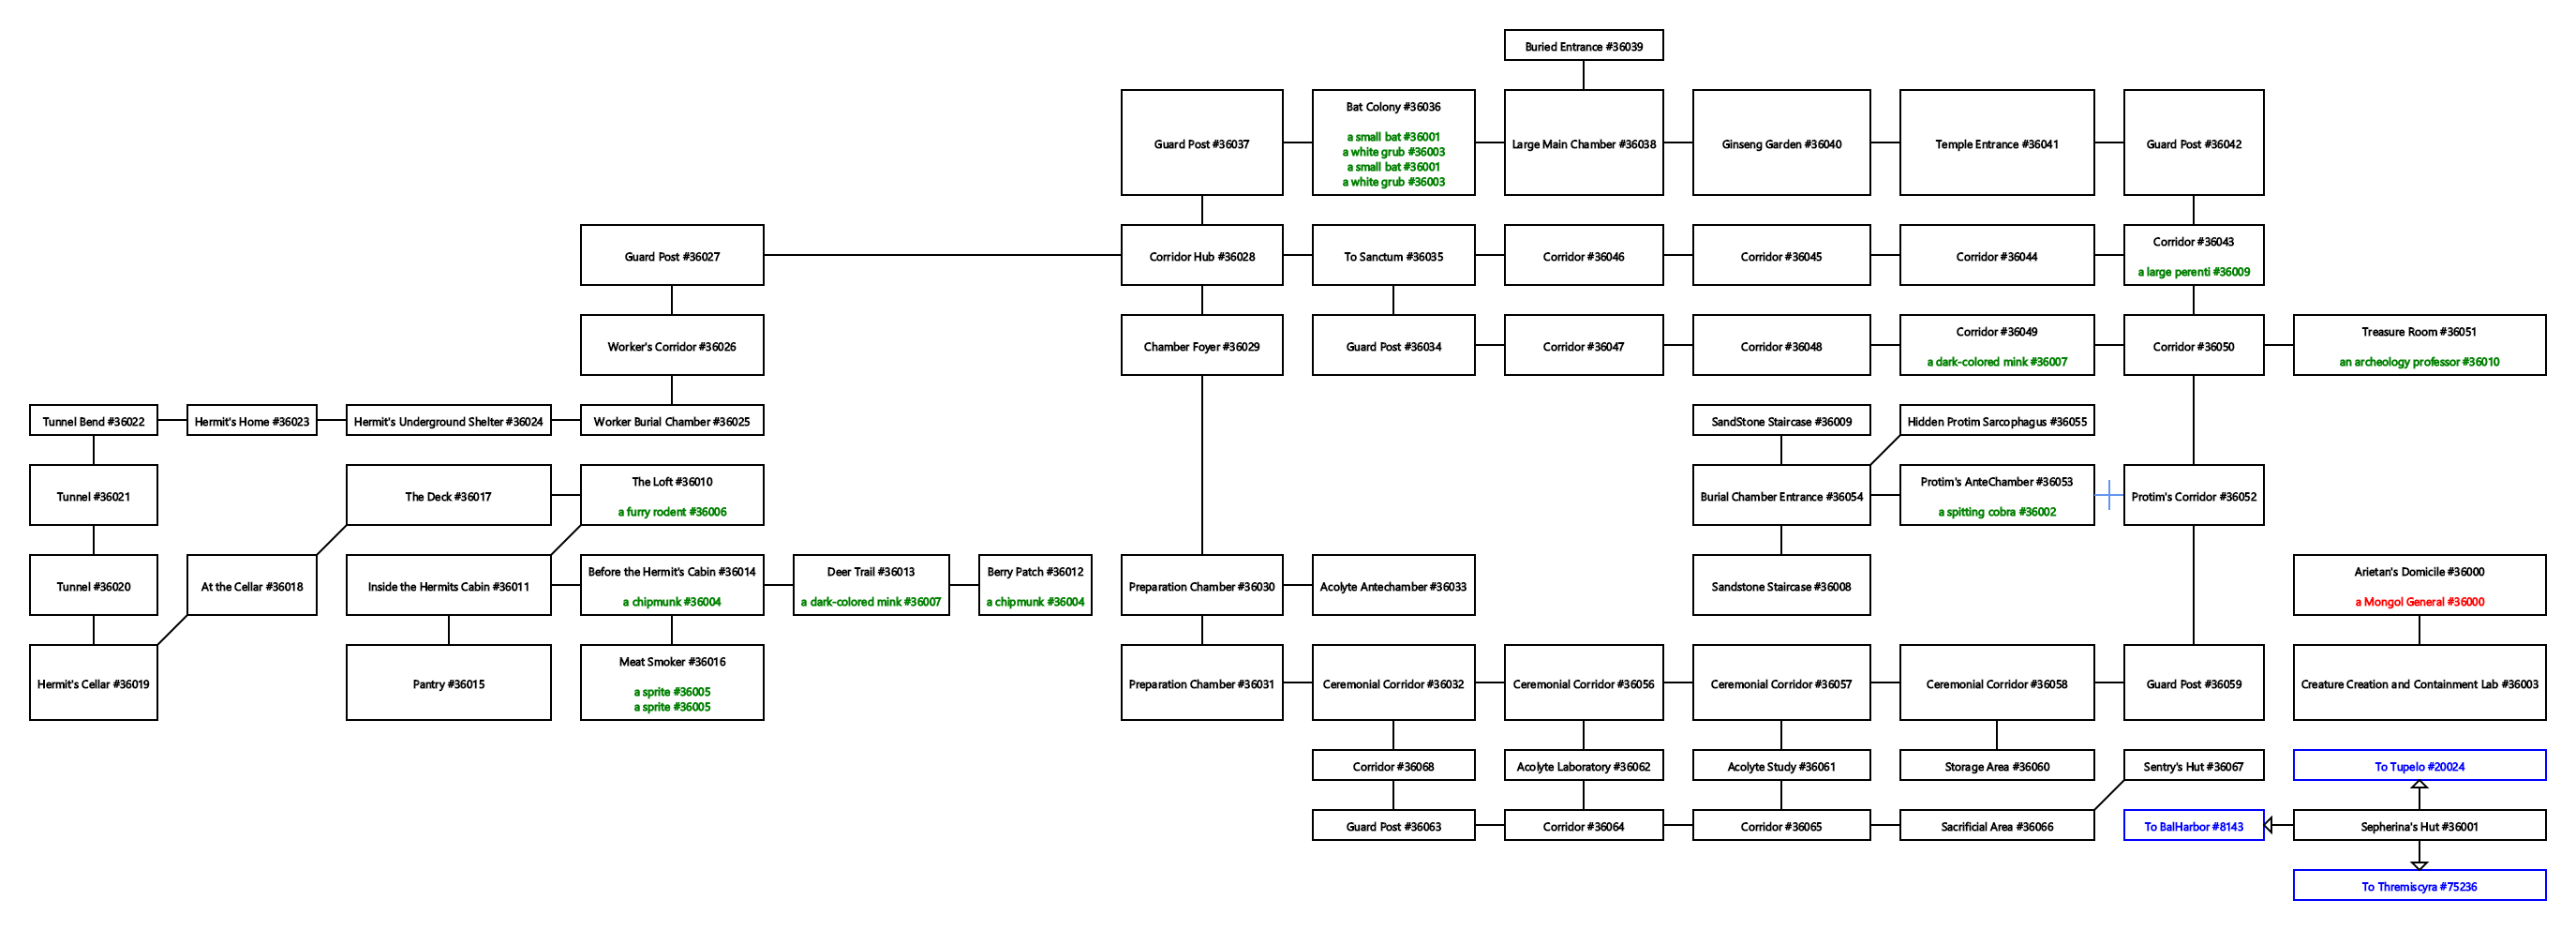 Buried Entrance #36039
Guard Post #36037
Bat Colony #36036
a small bat #36001
a white grub #36003
a small bat #36001
a white grub #36003
Large Main Chamber #36038
Ginseng Garden #36040
Temple Entrance #36041
Guard Post #36042
Guard Post #36027
Corridor Hub #36028
To Sanctum #36035
Corridor #36046
Corridor #36045
Corridor #36044
Corridor #36043
a large perenti #36009
Worker's Corridor #36026
Chamber Foyer #36029
Guard Post #36034
Corridor #36047
Corridor #36048
Corridor #36049
a dark-colored mink #36007
Corridor #36050
Treasure Room #36051
an archeology professor #36010
Tunnel Bend #36022
Hermit's Home #36023
Hermit's Underground Shelter #36024
Worker Burial Chamber #36025
SandStone Staircase #36009
Hidden Protim Sarcophagus #36055
Tunnel #36021
The Deck #36017
The Loft #36010
a furry rodent #36006
Burial Chamber Entrance #36054
Protim's AnteChamber #36053
a spitting cobra #36002
Protim's Corridor #36052
Tunnel #36020
At the Cellar #36018
Inside the Hermits Cabin #36011
Before the Hermit's Cabin #36014
a chipmunk #36004
Deer Trail #36013
a dark-colored mink #36007
Berry Patch #36012
a chipmunk #36004
Preparation Chamber #36030
Acolyte Antechamber #36033
Sandstone Staircase #36008
Arietan's Domicile #36000
a Mongol General #36000
Hermit's Cellar #36019
Pantry #36015
Meat Smoker #36016
a sprite #36005
a sprite #36005
Preparation Chamber #36031
Ceremonial Corridor #36032
Ceremonial Corridor #36056
Ceremonial Corridor #36057
Ceremonial Corridor #36058
Guard Post #36059
Creature Creation and Containment Lab #36003
Corridor #36068
Acolyte Laboratory #36062
Acolyte Study #36061
Storage Area #36060
Sentry's Hut #36067
To Tupelo #20024
Guard Post #36063
Corridor #36064
Corridor #36065
Sacrificial Area #36066
To BalHarbor #8143
Sepherina's Hut #36001
To Thremiscyra #75236